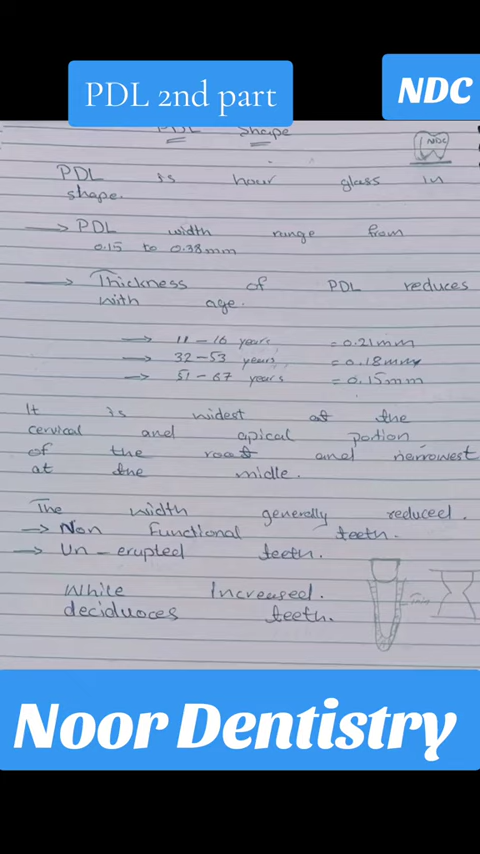 PDL 2nd part
NDC
PDL Shape
NDC
PDL is hour glass in
shape.
→ PDL width range from
0.15 to 0.38mm
→ Thickness of PDL reduces
with age.
→ 11-16 years = 0.21mm
→ 32-53 years = 0.18mm
→ 51-67 years = 0.15mm
It is widest at the
cervical and apical portion
of the root and narrowest
at the midle.
The width generally reduced.
→ Non Functional teeth.
→ Un-erupted teeth.
While Increased.
deciduoces teeth.
Noor Dentistry